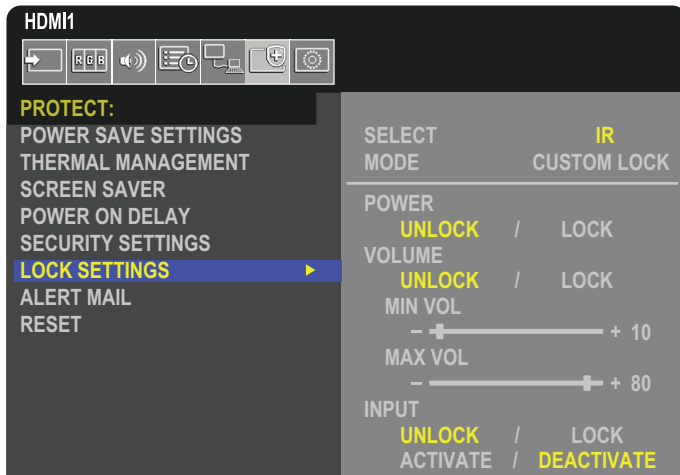 HDMI1
RGB
PROTECT:
POWER SAVE SETTINGS
THERMAL MANAGEMENT
SCREEN SAVER
POWER ON DELAY
SECURITY SETTINGS
LOCK SETTINGS
ALERT MAIL
RESET
SELECT IR
MODE CUSTOM LOCK
POWER
UNLOCK / LOCK
VOLUME
UNLOCK / LOCK
MIN VOL
– + 10
MAX VOL
– + 80
INPUT
UNLOCK / LOCK
ACTIVATE / DEACTIVATE